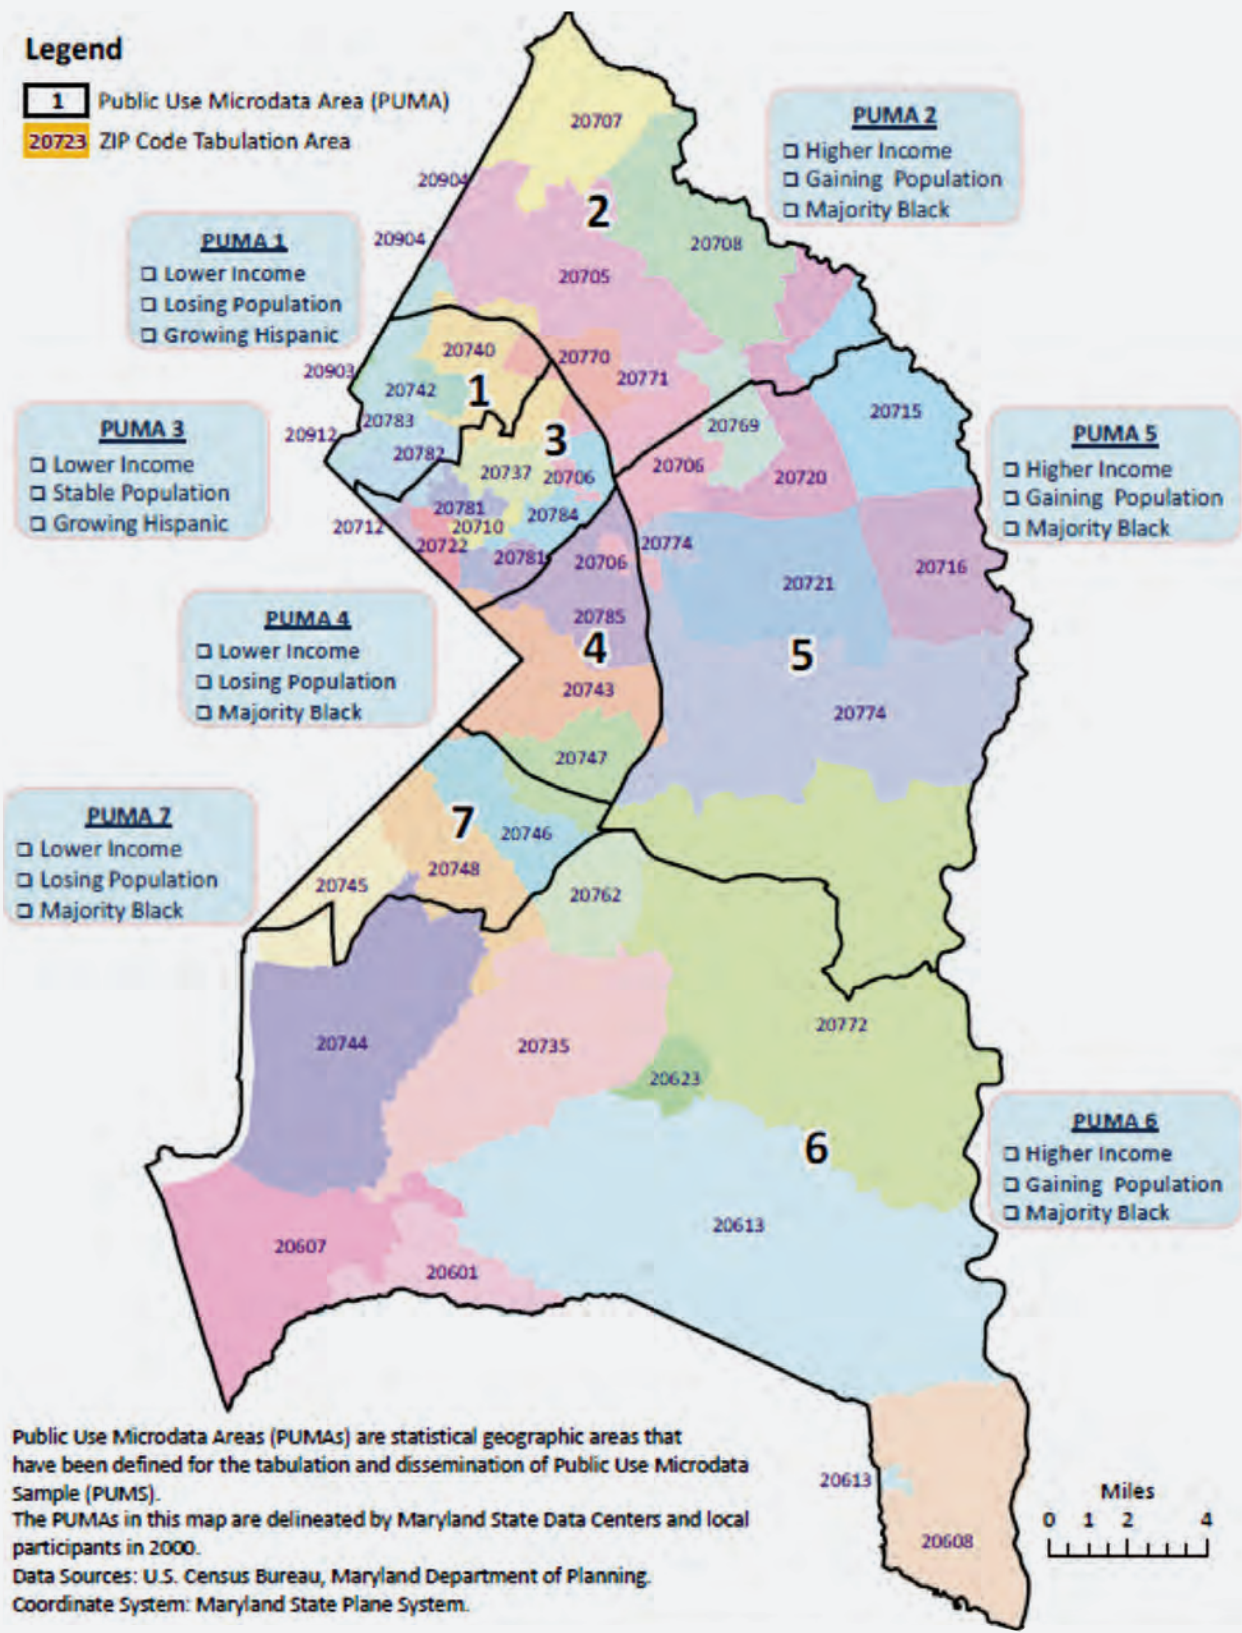 Legend
1 Public Use Microdata Area (PUMA)
20723 ZIP Code Tabulation Area
PUMA 2
Higher Income
Gaining Population
Majority Black
PUMA 1
Lower Income
Losing Population
Growing Hispanic
PUMA 3
Lower Income
Stable Population
Growing Hispanic
PUMA 5
Higher Income
Gaining Population
Majority Black
PUMA 4
Lower Income
Losing Population
Majority Black
PUMA 7
Lower Income
Losing Population
Majority Black
PUMA 6
Higher Income
Gaining Population
Majority Black
20707
20904
2
20904
20708
20705
20740
20770
20903
20771
20742
1
20715
20783
20769
20912
3
20782
20737
20706
20706
20720
20781
20784
20712
20710
20722
20774
20781
20706
20716
20721
20785
4
5
20743
20774
20747
7
20746
20748
20745
20762
20772
20744
20735
20623
6
20613
20607
20601
20613
20608
Public Use Microdata Areas (PUMAs) are statistical geographic areas that
have been defined for the tabulation and dissemination of Public Use Microdata
Sample (PUMS).
The PUMAs in this map are delineated by Maryland State Data Centers and local
participants in 2000.
Data Sources: U.S. Census Bureau, Maryland Department of Planning.
Coordinate System: Maryland State Plane System.
Miles
0 1 2 4